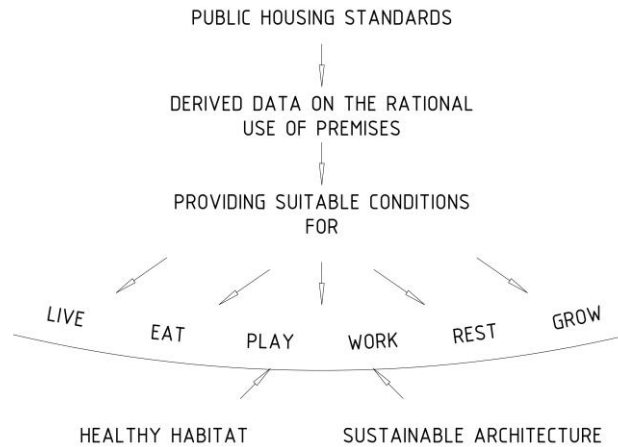 PUBLIC HOUSING STANDARDS
DERIVED DATA ON THE RATIONAL
USE OF PREMISES
PROVIDING SUITABLE CONDITIONS
FOR
LIVE EAT PLAY WORK REST GROW
HEALTHY HABITAT SUSTAINABLE ARCHITECTURE